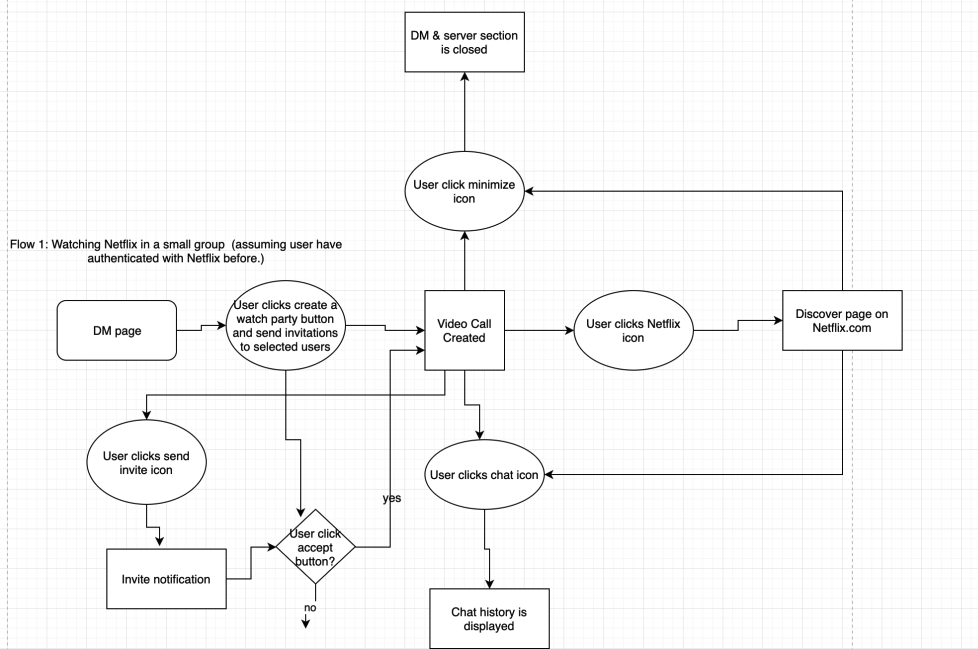 DM & server section
is closed
User click minimize
icon
Flow 1: Watching Netflix in a small group (assuming user have
authenticated with Netflix before.)
DM page
User clicks create a
watch party button
and send invitations
to selected users
Video Call
Created
User clicks Netflix
icon
Discover page on
Netflix.com
User clicks send
invite icon
User clicks chat icon
yes
User click
accept
button?
Invite notification
no
Chat history is
displayed